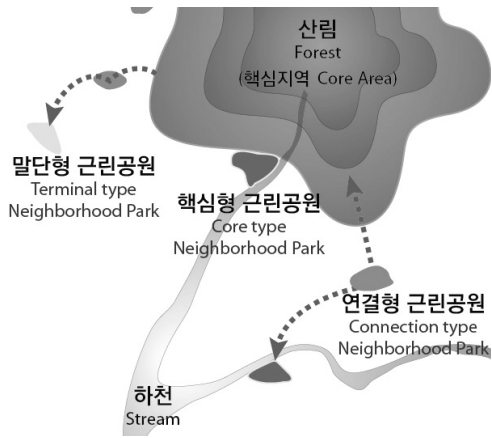 산림
Forest
(핵심지역 Core Area)
말단형 근린공원
Terminal type
Neighborhood Park
핵심형 근린공원
Core type
Neighborhood Park
연결형 근린공원
Connection type
Neighborhood Park
하천
Stream